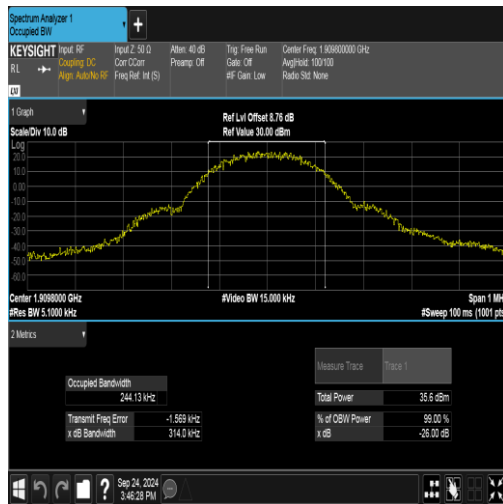 Spectrum Analyzer 1
Occupied BW
KEYSIGHT
RL
LXI
Input: RF
Coupling: DC
Align: Auto/No RF
Input Z: 50 Ω
Corr CCorr
Freq Ref: Int (S)
Atten: 40 dB
Preamp: Off
Trig: Free Run
Gate: Off
#IF Gain: Low
Center Freq: 1.909800000 GHz
Avg|Hold: 100/100
Radio Std: None
1 Graph
Scale/Div 10.0 dB
Ref Lvl Offset 8.76 dB
Ref Value 30.00 dBm
Log
20.0
10.0
0.00
-10.0
-20.0
-30.0
-40.0
-50.0
-60.0
Center 1.9098000 GHz
#Res BW 5.1000 kHz
#Video BW 15.000 kHz
Span 1 MH
#Sweep 100 ms (1001 pts
2 Metrics
Measure Trace
Trace 1
Occupied Bandwidth
244.13 kHz
Total Power
35.6 dBm
Transmit Freq Error
-1.569 kHz
% of OBW Power
99.00 %
x dB Bandwidth
314.0 kHz
x dB
-26.00 dB
Sep 24, 2024
3:46:28 PM